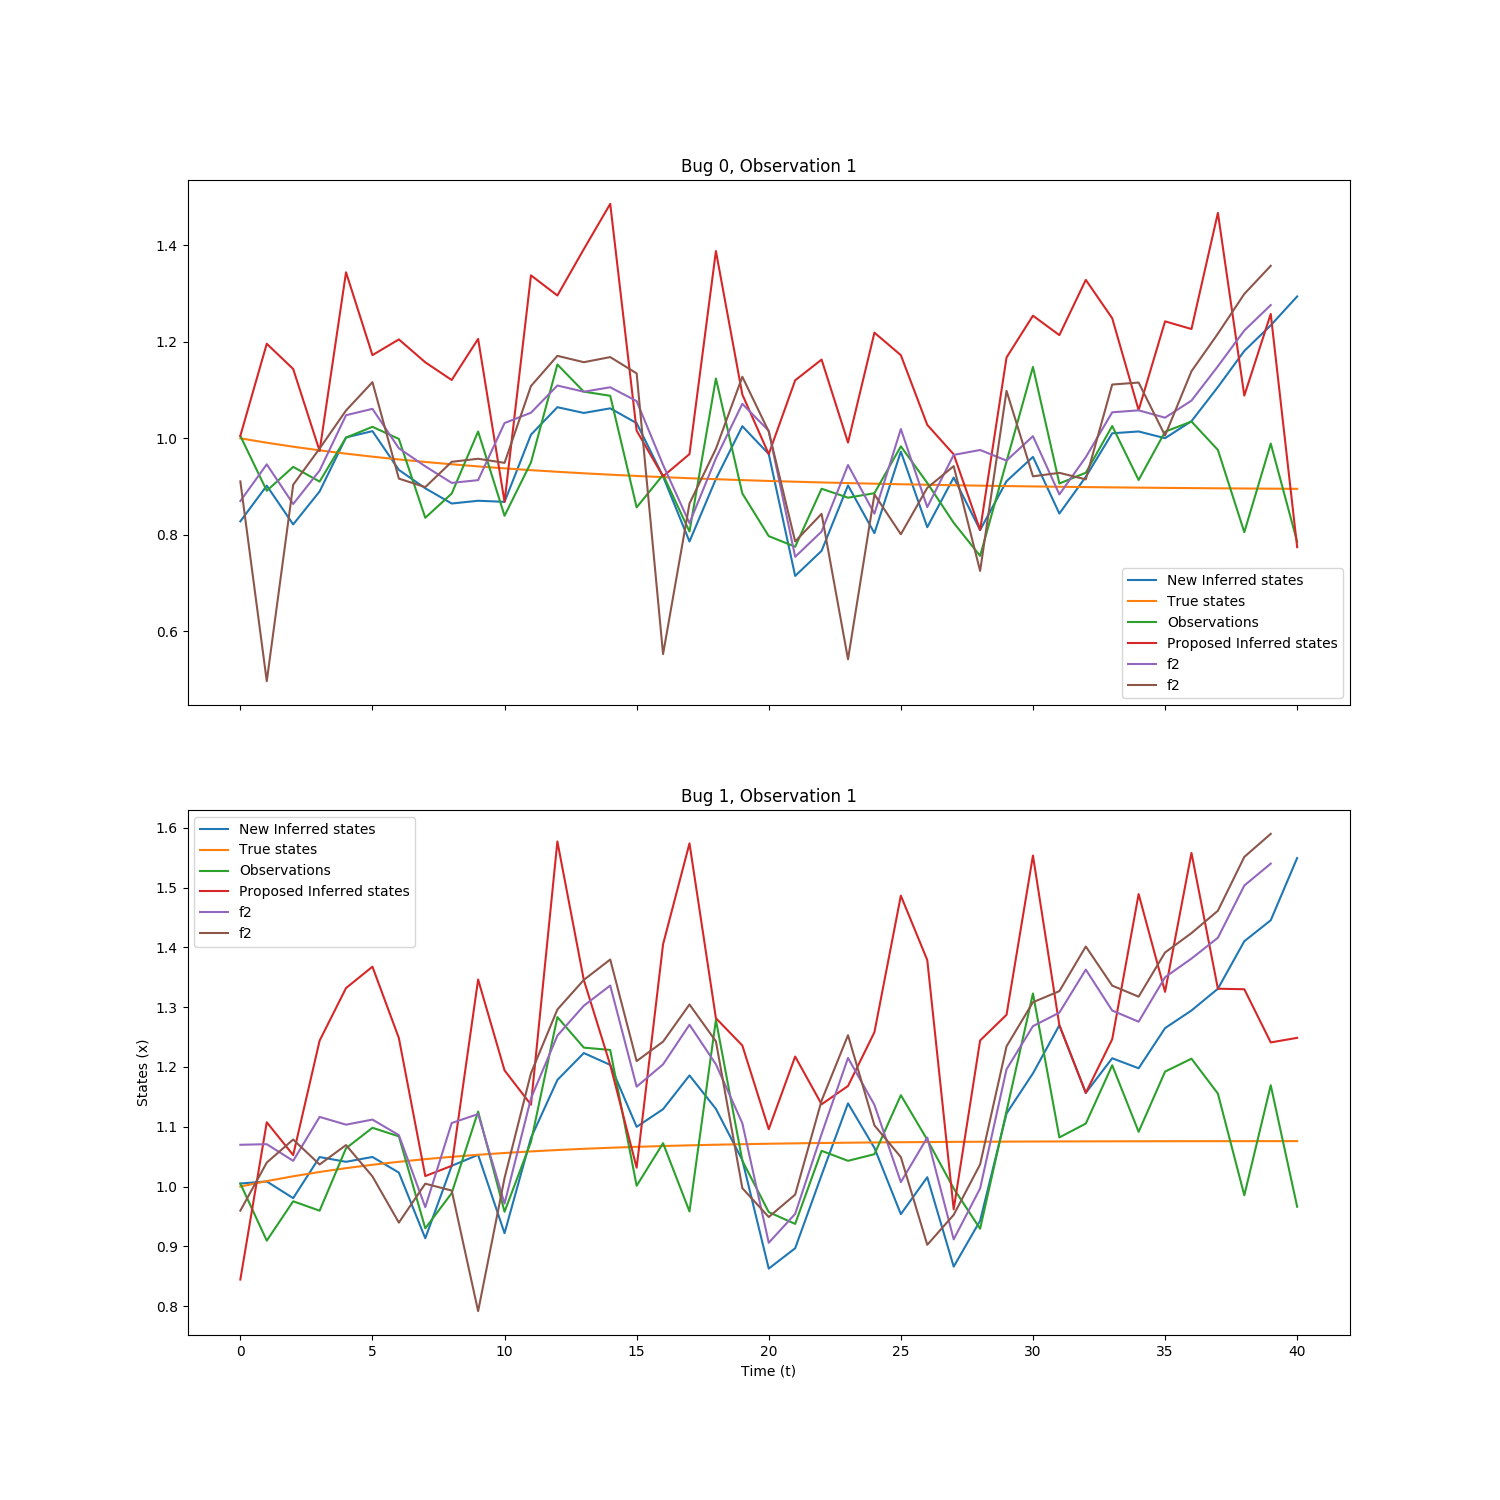 Bug 0, Observation 1
1.4
1.2
1.0
0.8
0.6
New Inferred states
True states
Observations
Proposed Inferred states
f2
f2
Bug 1, Observation 1
1.6
1.5
1.4
1.3
1.2
1.1
1.0
0.9
0.8
States (x)
New Inferred states
True states
Observations
Proposed Inferred states
f2
f2
0 5 10 15 20 25 30 35 40
Time (t)